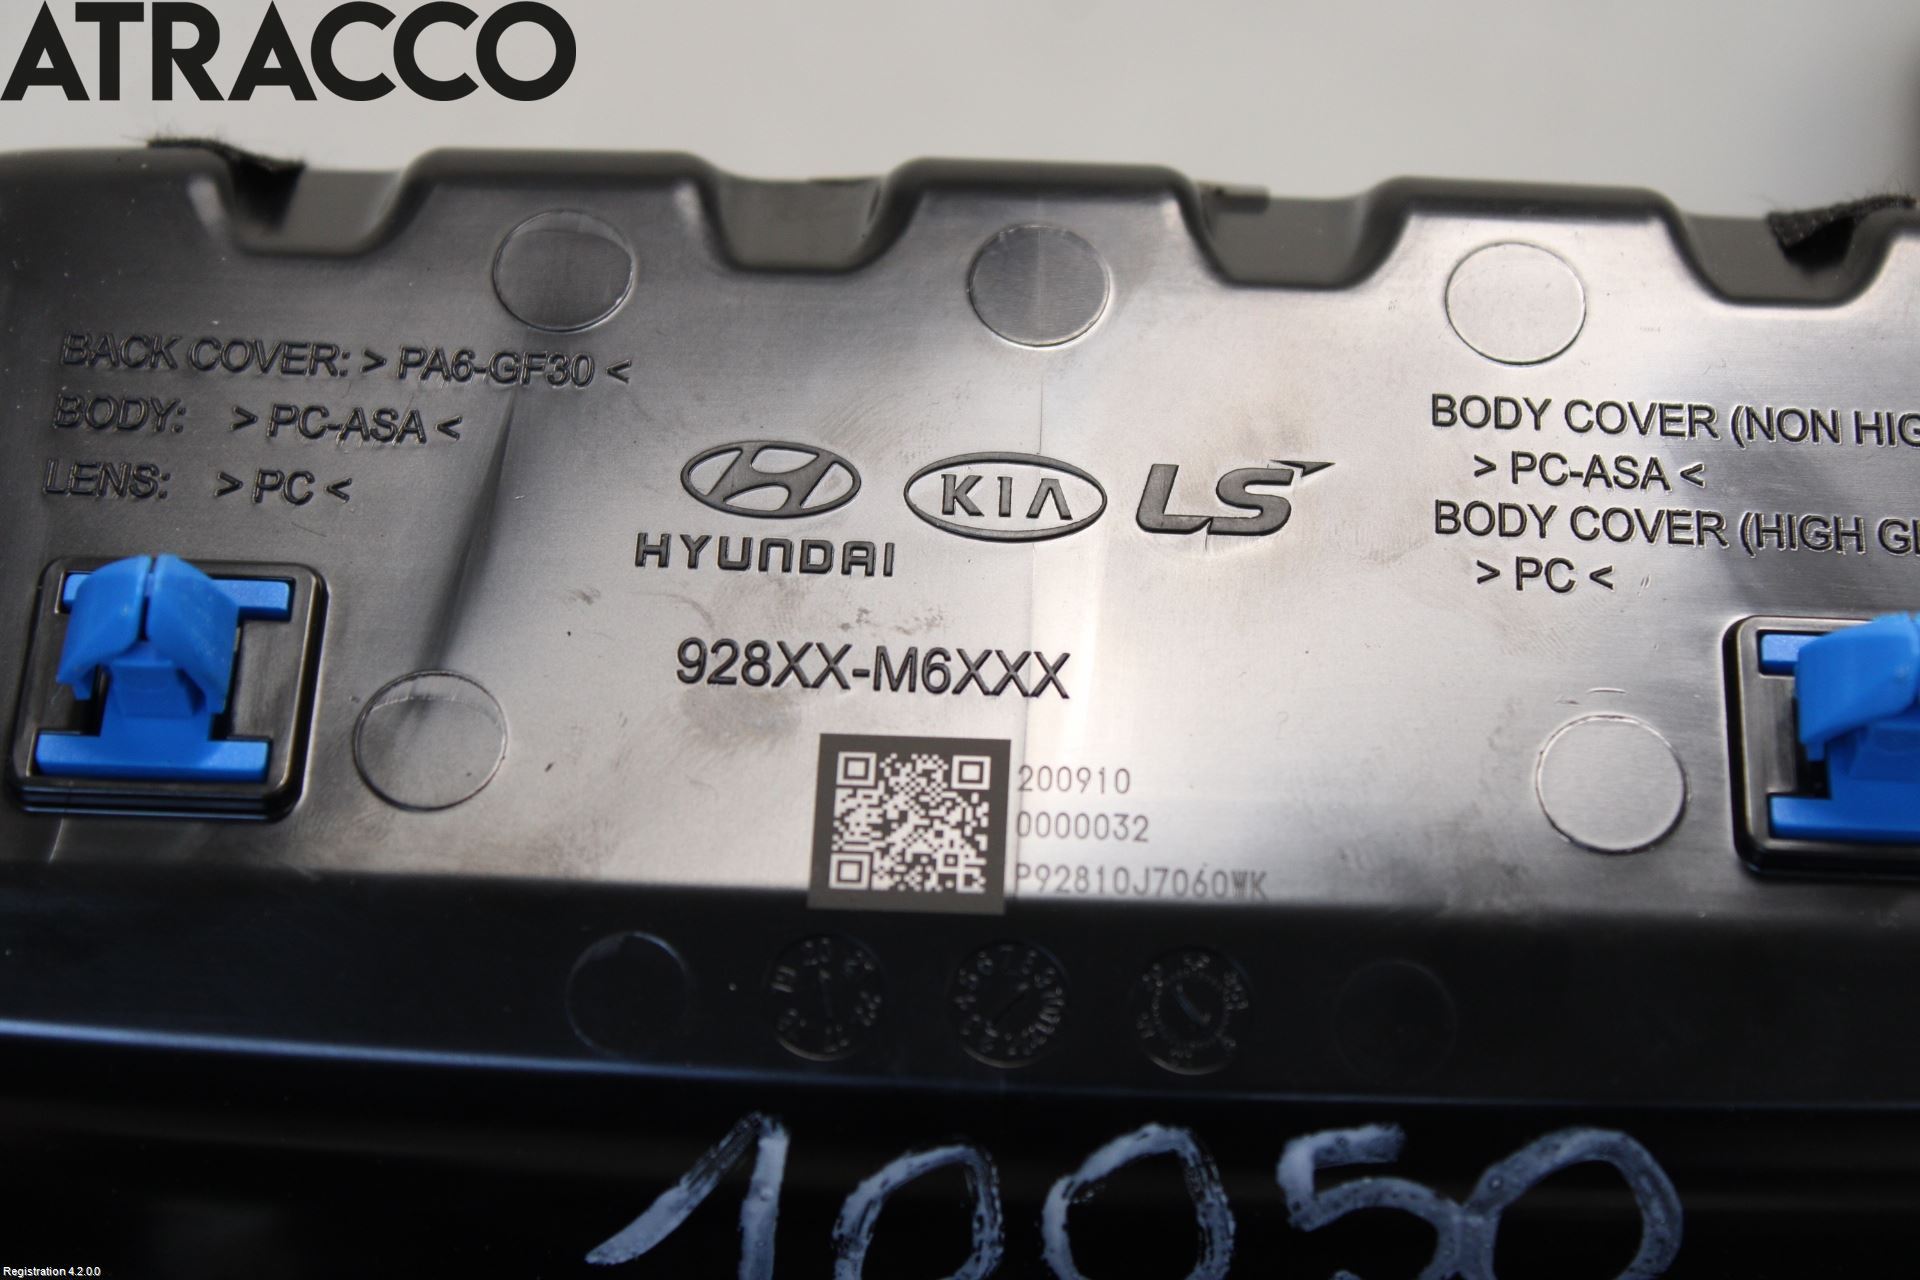 ATRACCO
BACK COVER: > PA6-GF30 <
BODY: > PC-ASA <
LENS: > PC <
HYUNDAI
KIA
LS
BODY COVER (NON HIG
> PC-ASA <
BODY COVER (HIGH GL
> PC <
928XX-M6XXX
200910
0000032
P92810J7060WK
10050
Registration 4.2.0.0